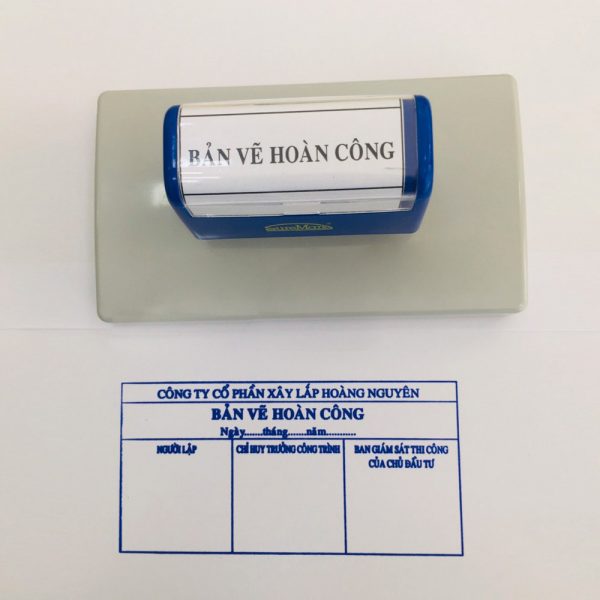 BẢN VẼ HOÀN CÔNG
SureMark
CÔNG TY CỔ PHẦN XÂY LẮP HOÀNG NGUYÊN
BẢN VẼ HOÀN CÔNG
Ngày.......tháng.......năm...........
NGƯỜI LẬP
CHỈ HUY TRƯỞNG CÔNG TRÌNH
BAN GIÁM SÁT THI CÔNG
CỦA CHỦ ĐẦU TƯ